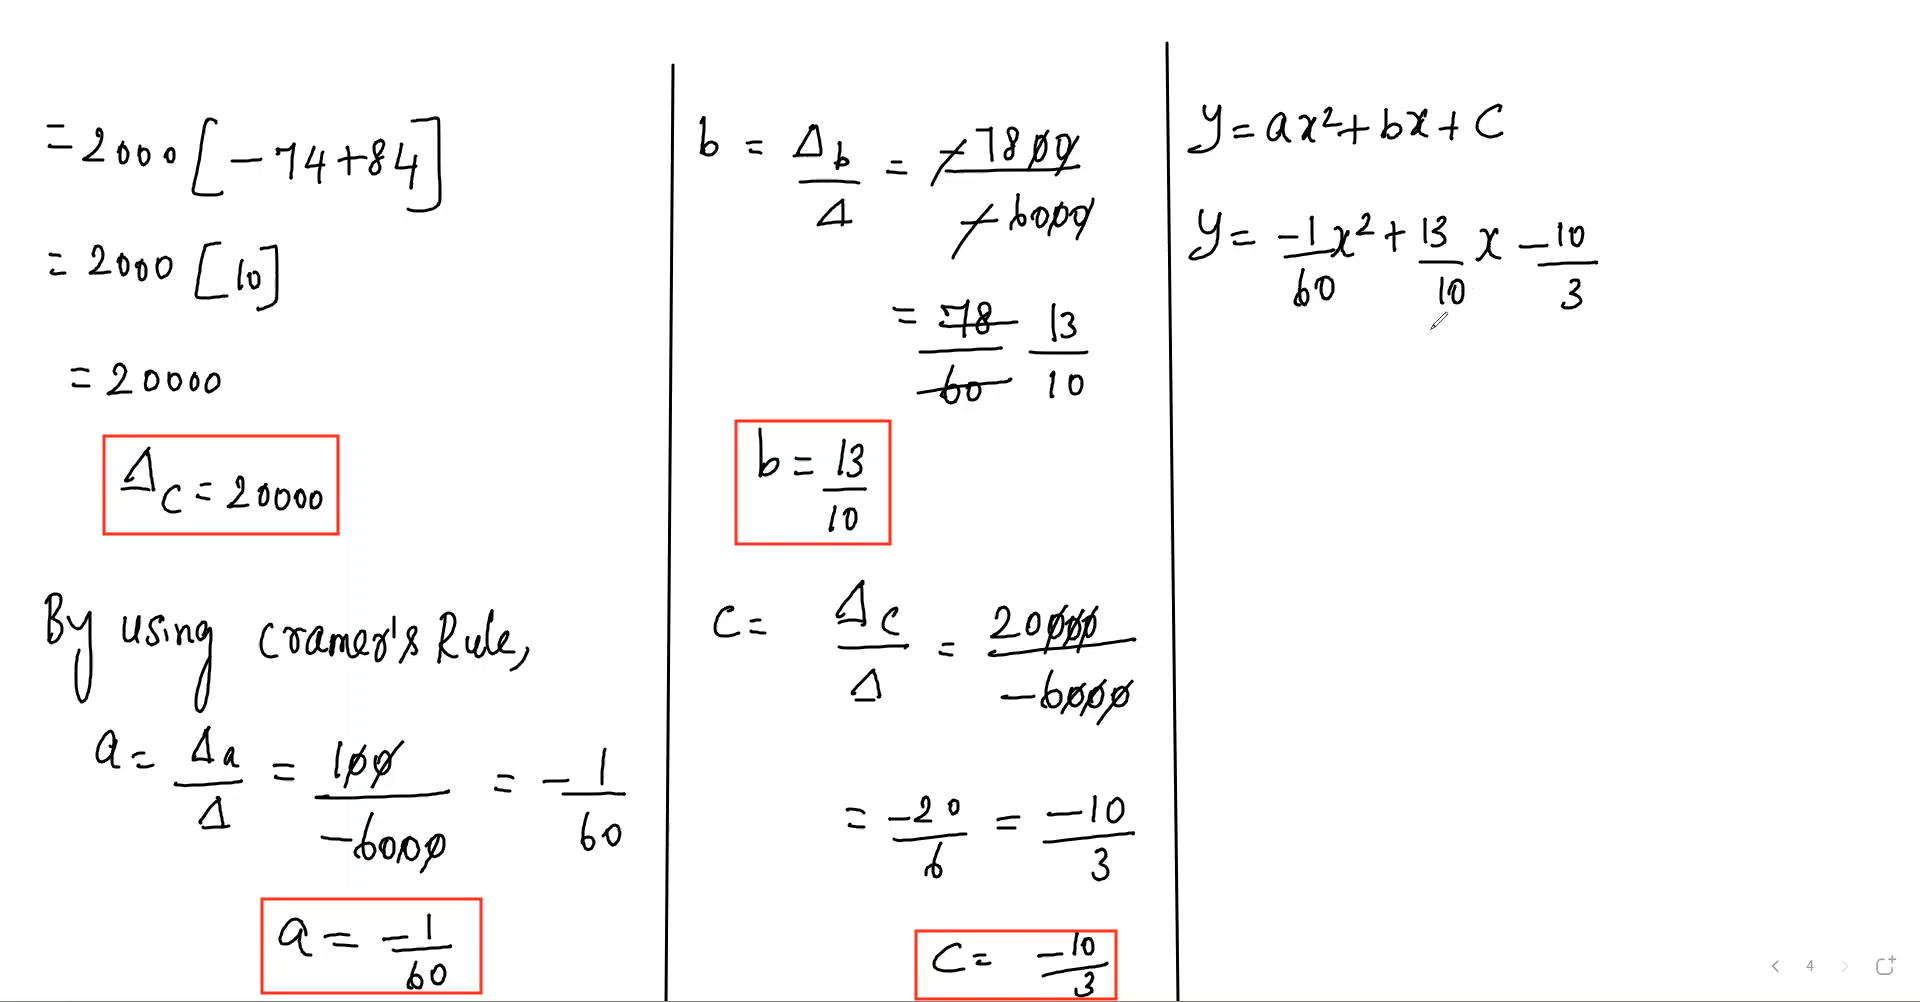 = 2000 [ -74 + 84 ]
= 2000 [ 10 ]
= 20000
Δc = 20000
By using Cramer's Rule,
a = Δa/Δ = 100/-6000 = -1/60
a = -1/60
b = Δb/Δ = -7800/-6000
= 78/60 13/10
b = 13/10
c = Δc/Δ = 20000/-6000
= -20/6 = -10/3
C = -10/3
y = ax² + bx + C
y = -1/60 x² + 13/10 x - 10/3
4